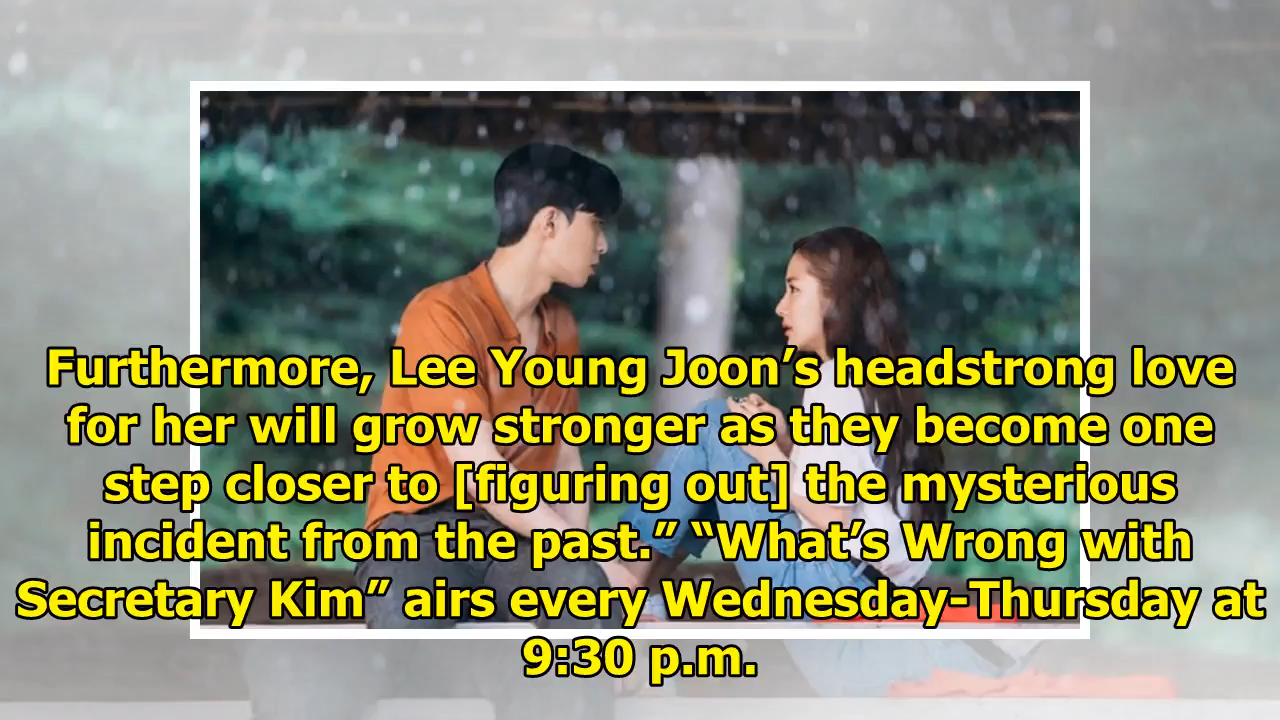 Furthermore, Lee Young Joon’s headstrong love
for her will grow stronger as they become one
step closer to [figuring out] the mysterious
incident from the past.” “What’s Wrong with
Secretary Kim” airs every Wednesday-Thursday at
9:30 p.m.